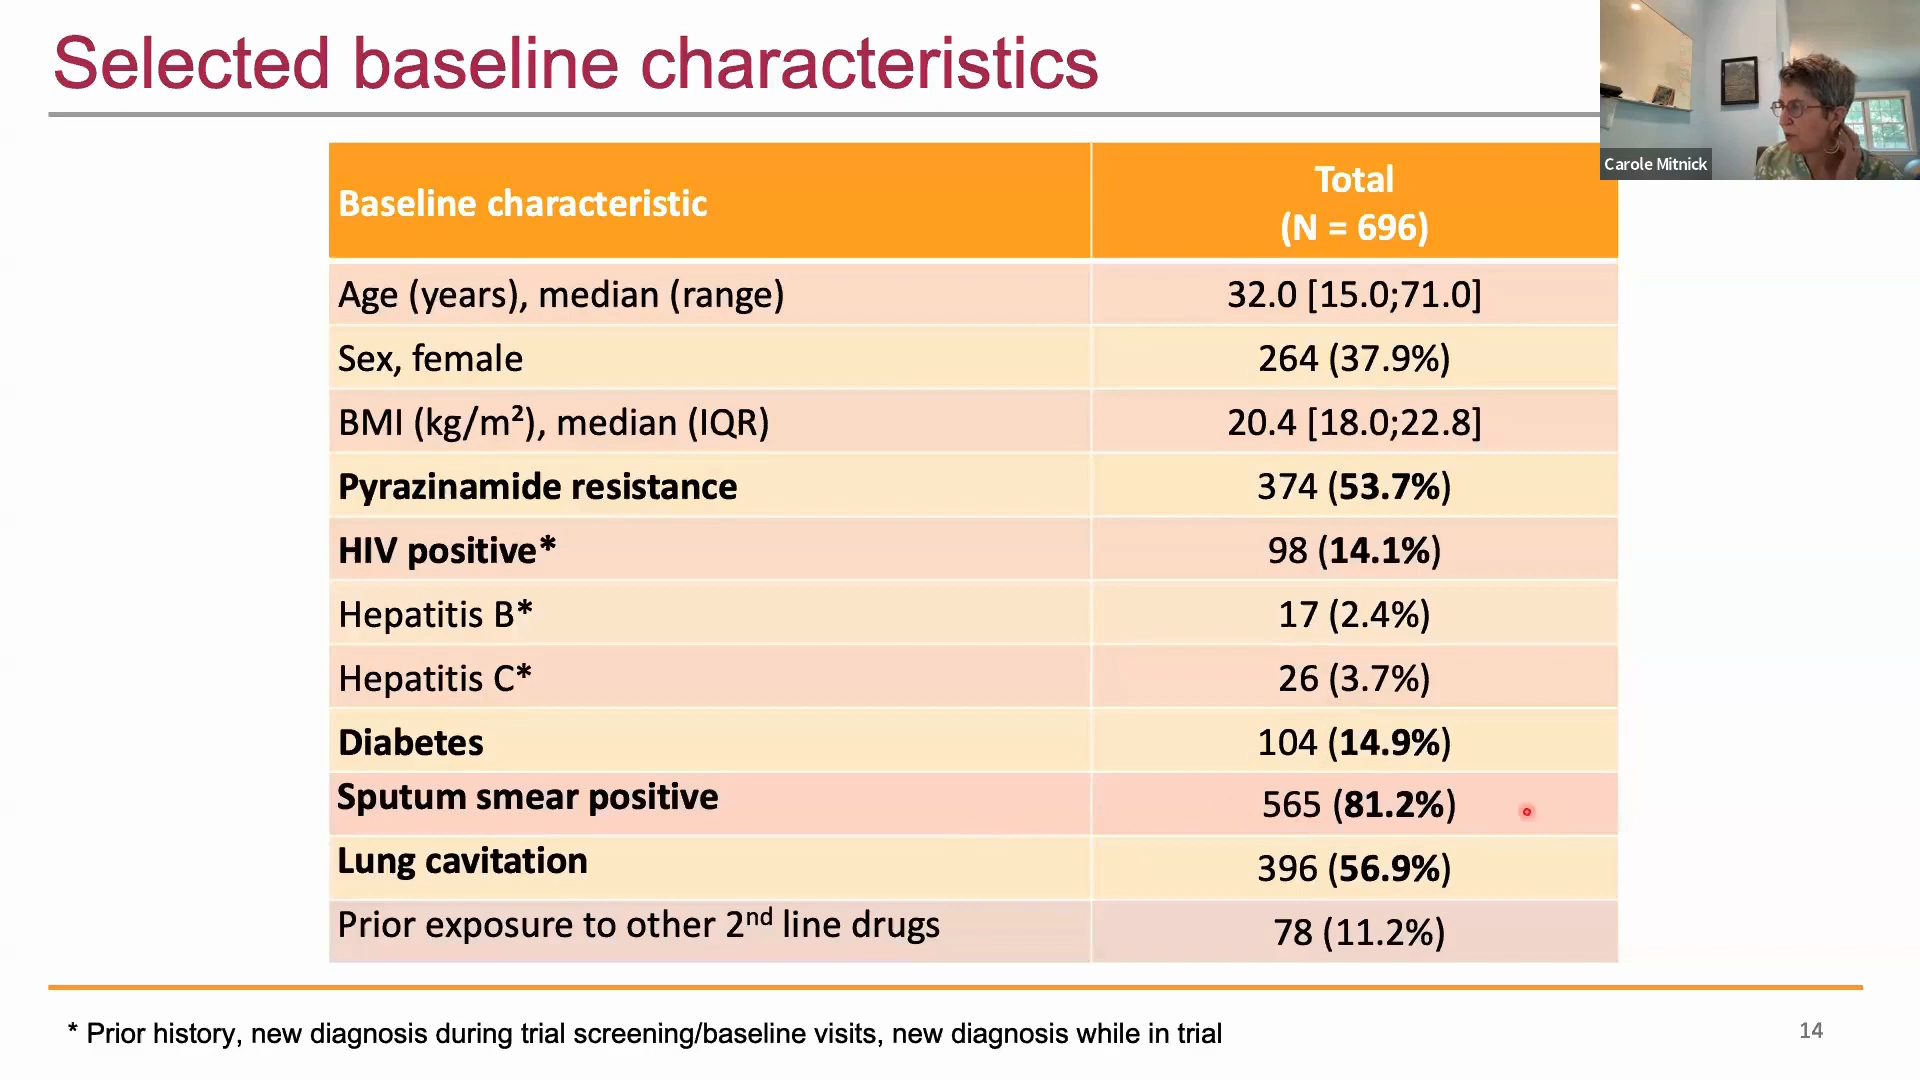 Selected baseline characteristics
Carole Mitnick
Baseline characteristic
Total
(N = 696)
Age (years), median (range) 32.0 [15.0;71.0]
Sex, female 264 (37.9%)
BMI (kg/m²), median (IQR) 20.4 [18.0;22.8]
Pyrazinamide resistance 374 (53.7%)
HIV positive* 98 (14.1%)
Hepatitis B* 17 (2.4%)
Hepatitis C* 26 (3.7%)
Diabetes 104 (14.9%)
Sputum smear positive 565 (81.2%)
Lung cavitation 396 (56.9%)
Prior exposure to other 2nd line drugs 78 (11.2%)
* Prior history, new diagnosis during trial screening/baseline visits, new diagnosis while in trial
14